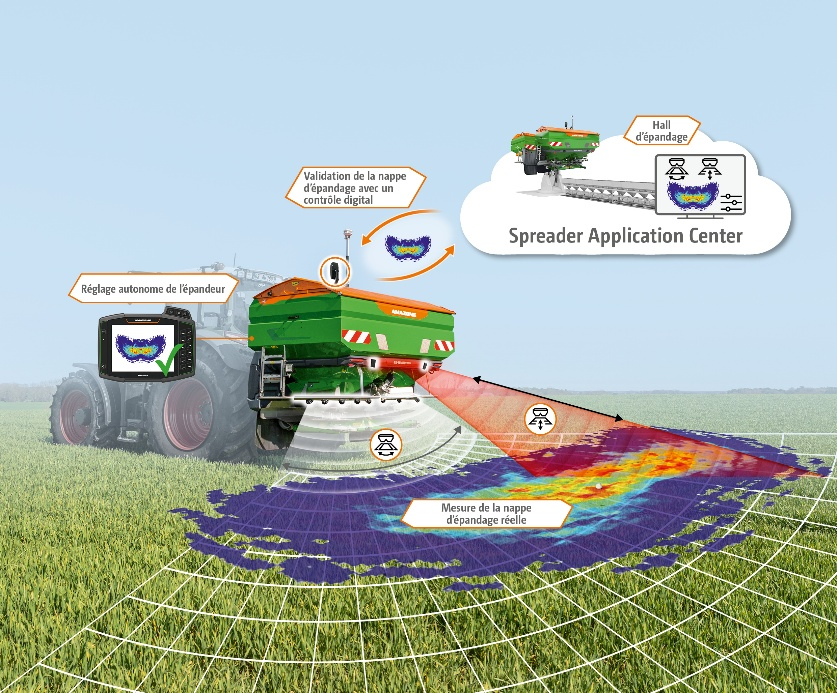 Hall
d'épandage
Validation de la nappe
d'épandage avec un
contrôle digital
Spreader Application Center
Réglage autonome de l'épandeur
AMAZONE
Mesure de la nappe
d'épandage réelle